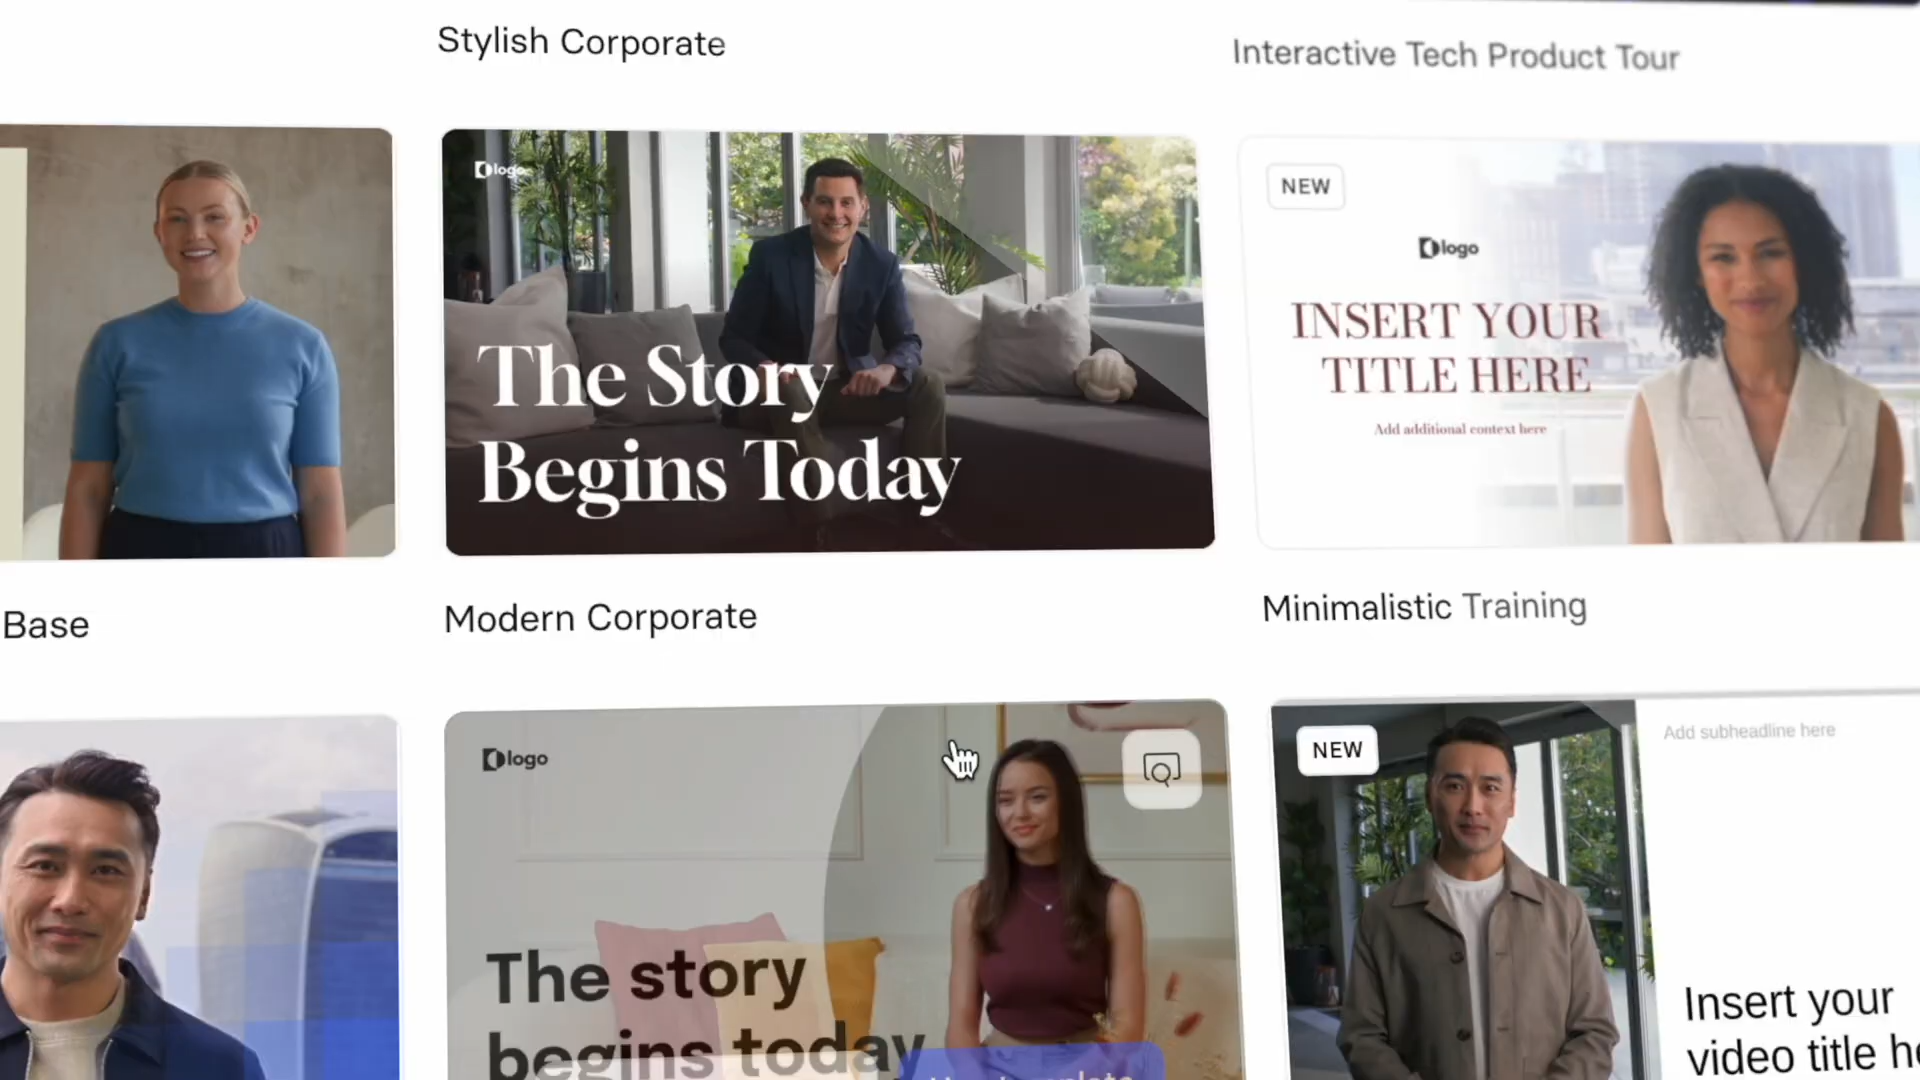 Stylish Corporate
Interactive Tech Product Tour
logo
The Story
Begins Today
NEW
logo
INSERT YOUR
TITLE HERE
Add additional context here
Base
Modern Corporate
Minimalistic Training
logo
The story
begins today
NEW
Add subheadline here
Insert your
video title